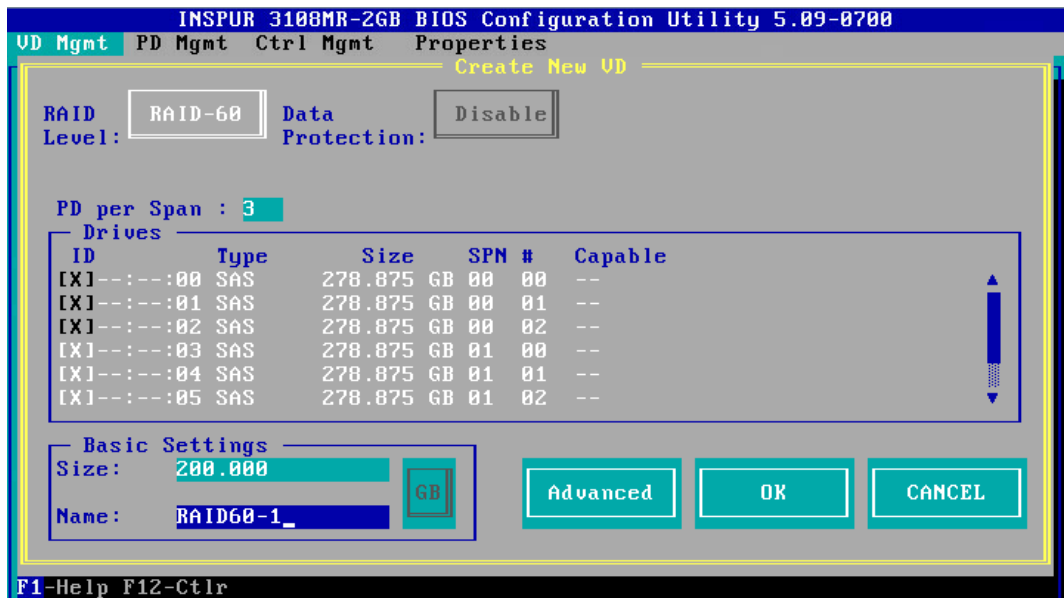 INSPUR 3108MR-2GB BIOS Configuration Utility 5.09-0700
VD Mgmt PD Mgmt Ctrl Mgmt Properties
Create New VD
RAID Level: RAID-60 Data Protection: Disable
PD per Span : 3
Drives
ID Type Size SPN # Capable
[X]--:--:00 SAS 278.875 GB 00 00 --
[X]--:--:01 SAS 278.875 GB 00 01 --
[X]--:--:02 SAS 278.875 GB 00 02 --
[X]--:--:03 SAS 278.875 GB 01 00 --
[X]--:--:04 SAS 278.875 GB 01 01 --
[X]--:--:05 SAS 278.875 GB 01 02 --
Basic Settings
Size: 200.000 GB
Name: RAID60-1_
Advanced OK CANCEL
F1-Help F12-Ctlr